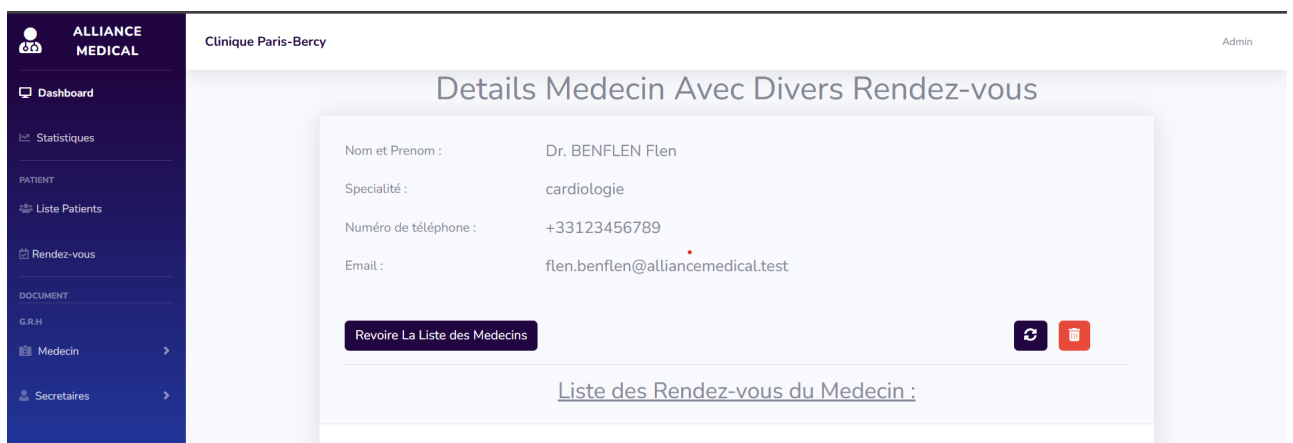 ALLIANCE
MEDICAL
Dashboard
Statistiques
PATIENT
Liste Patients
Rendez-vous
DOCUMENT
G.R.H
Medecin
Secretaires
Clinique Paris-Bercy
Admin
Details Medecin Avec Divers Rendez-vous
Nom et Prenom : Dr. BENFLEN Flen
Specialité : cardiologie
Numéro de téléphone : +33123456789
Email : flen.benflen@alliancemedical.test
Revoire La Liste des Medecins
Liste des Rendez-vous du Medecin :